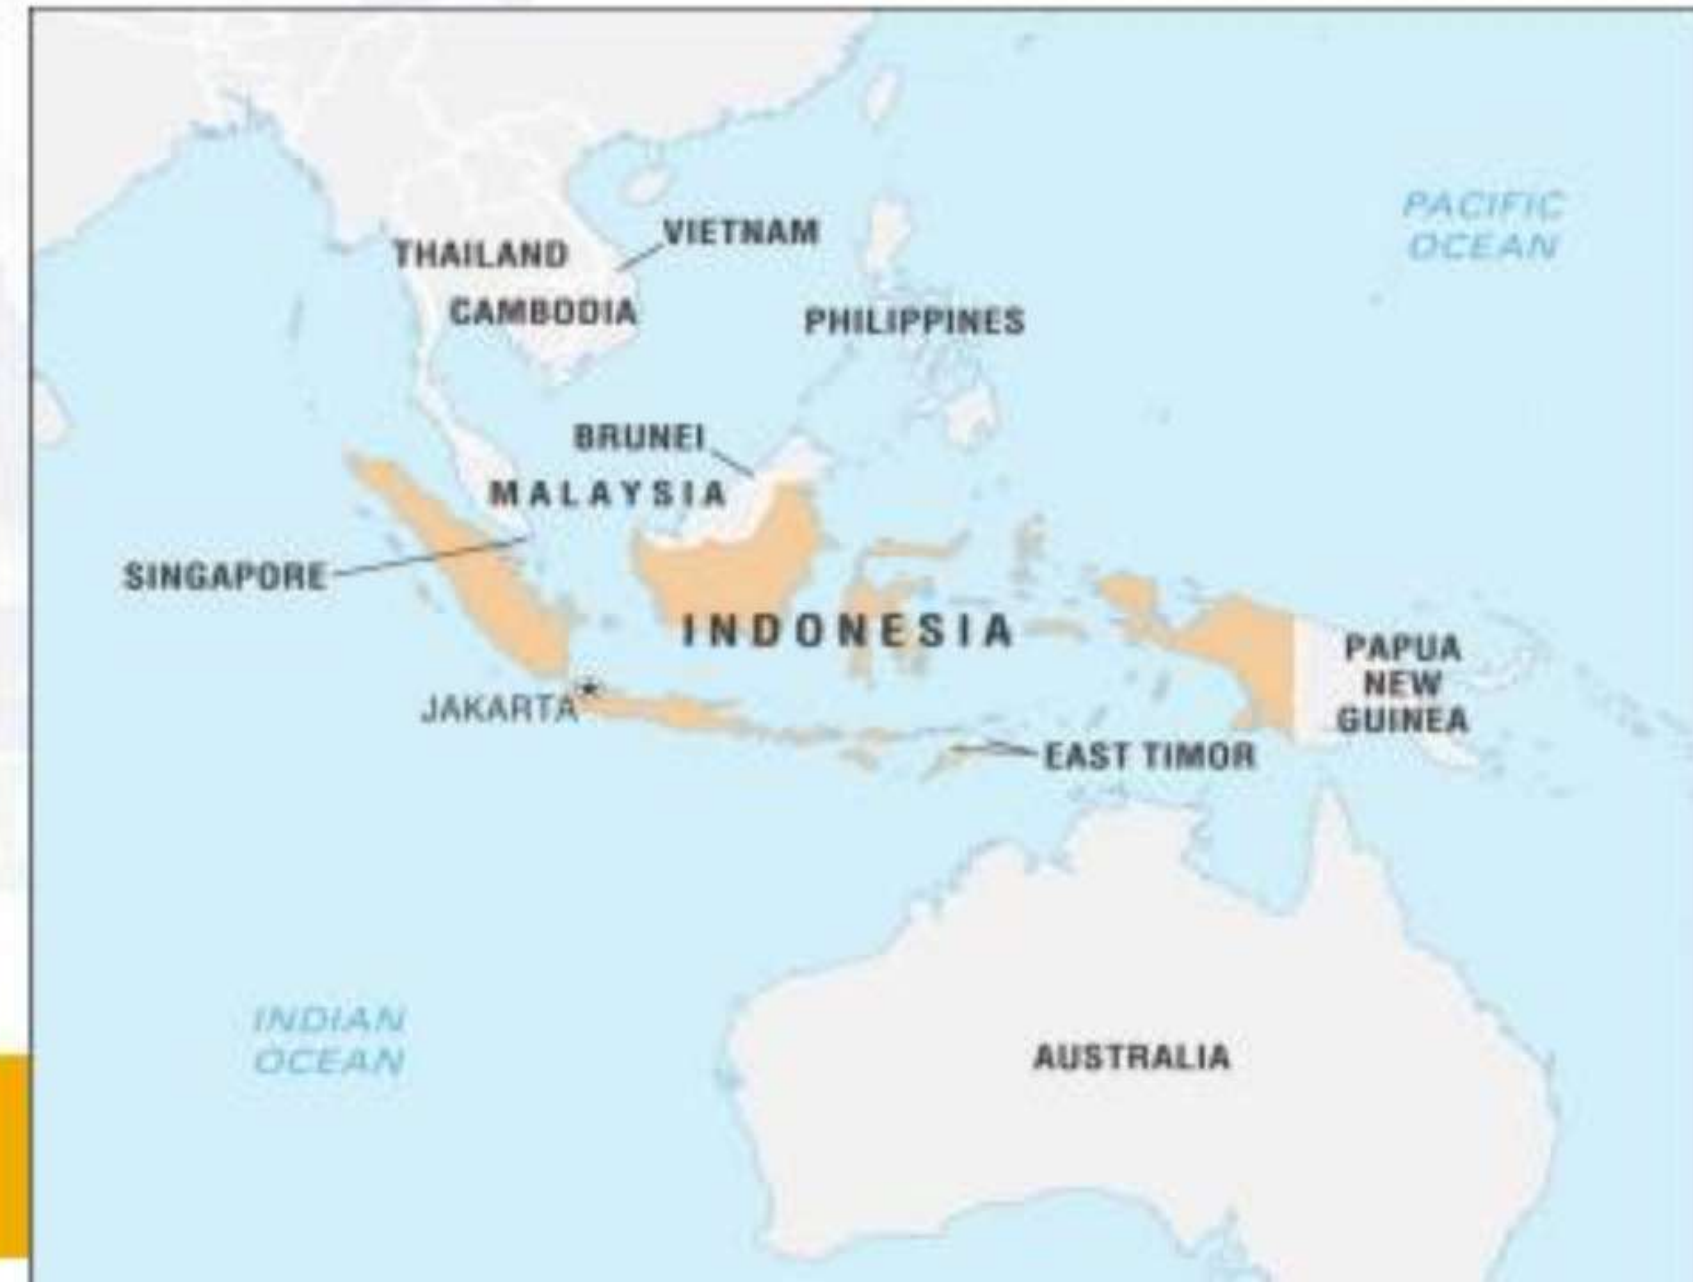 PACIFIC
OCEAN
VIETNAM
THAILAND
CAMBODIA
PHILIPPINES
BRUNEI
MALAYSIA
SINGAPORE
INDONESIA
PAPUA
NEW
GUINEA
JAKARTA
EAST TIMOR
INDIAN
OCEAN
AUSTRALIA